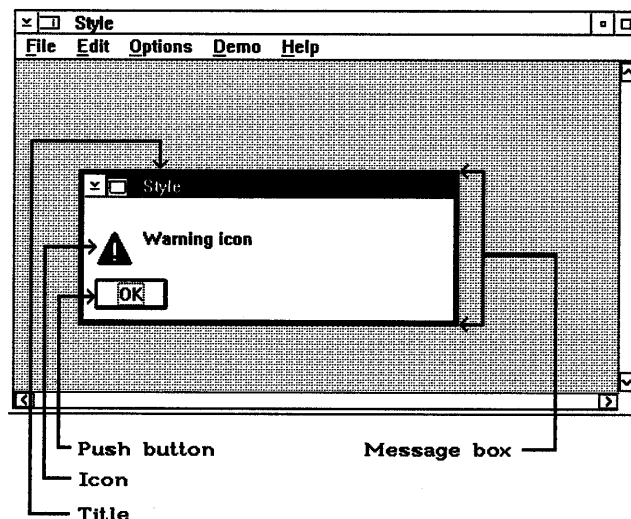 Style
File Edit Options Demo Help
Style
Warning icon
OK
Push button
Message box
Icon
Title